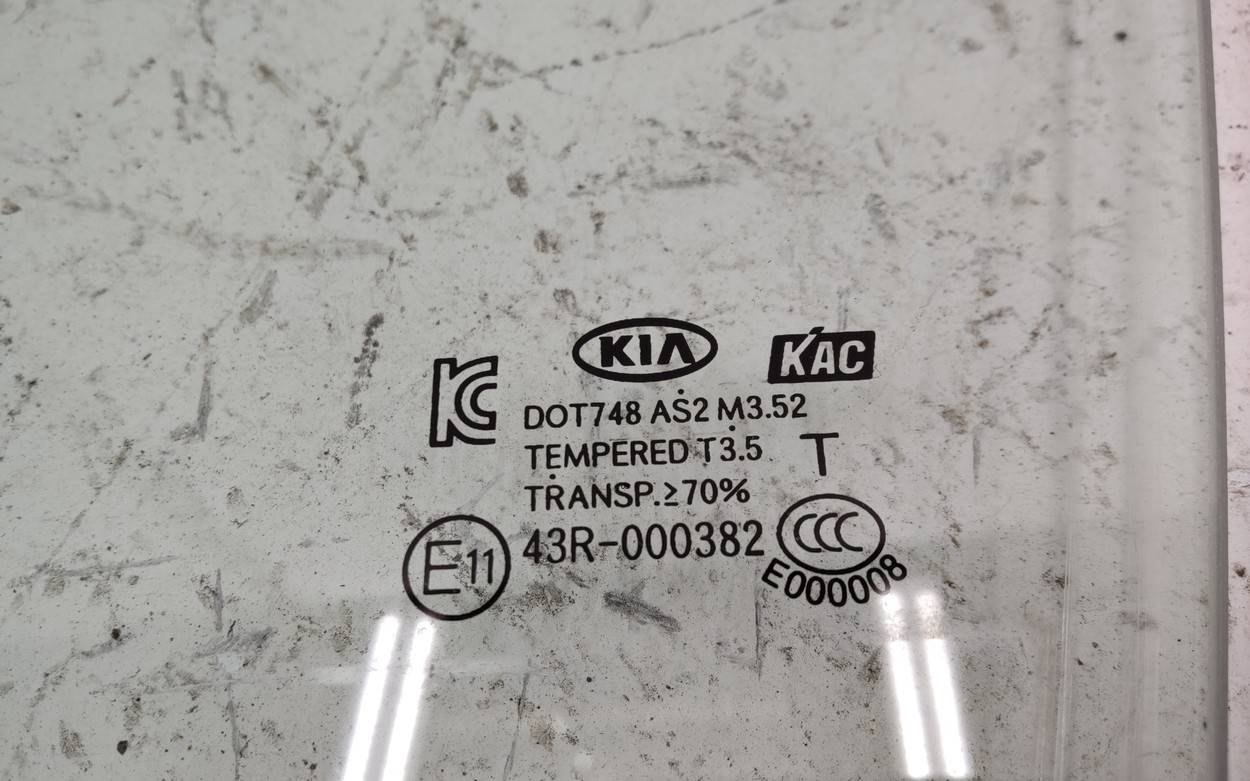 KIA
KAC
KC
DOT748 AS2 M3.52
TEMPERED T3.5
T
TRANSP.≥70%
E11
43R-000382
CCC
E000008